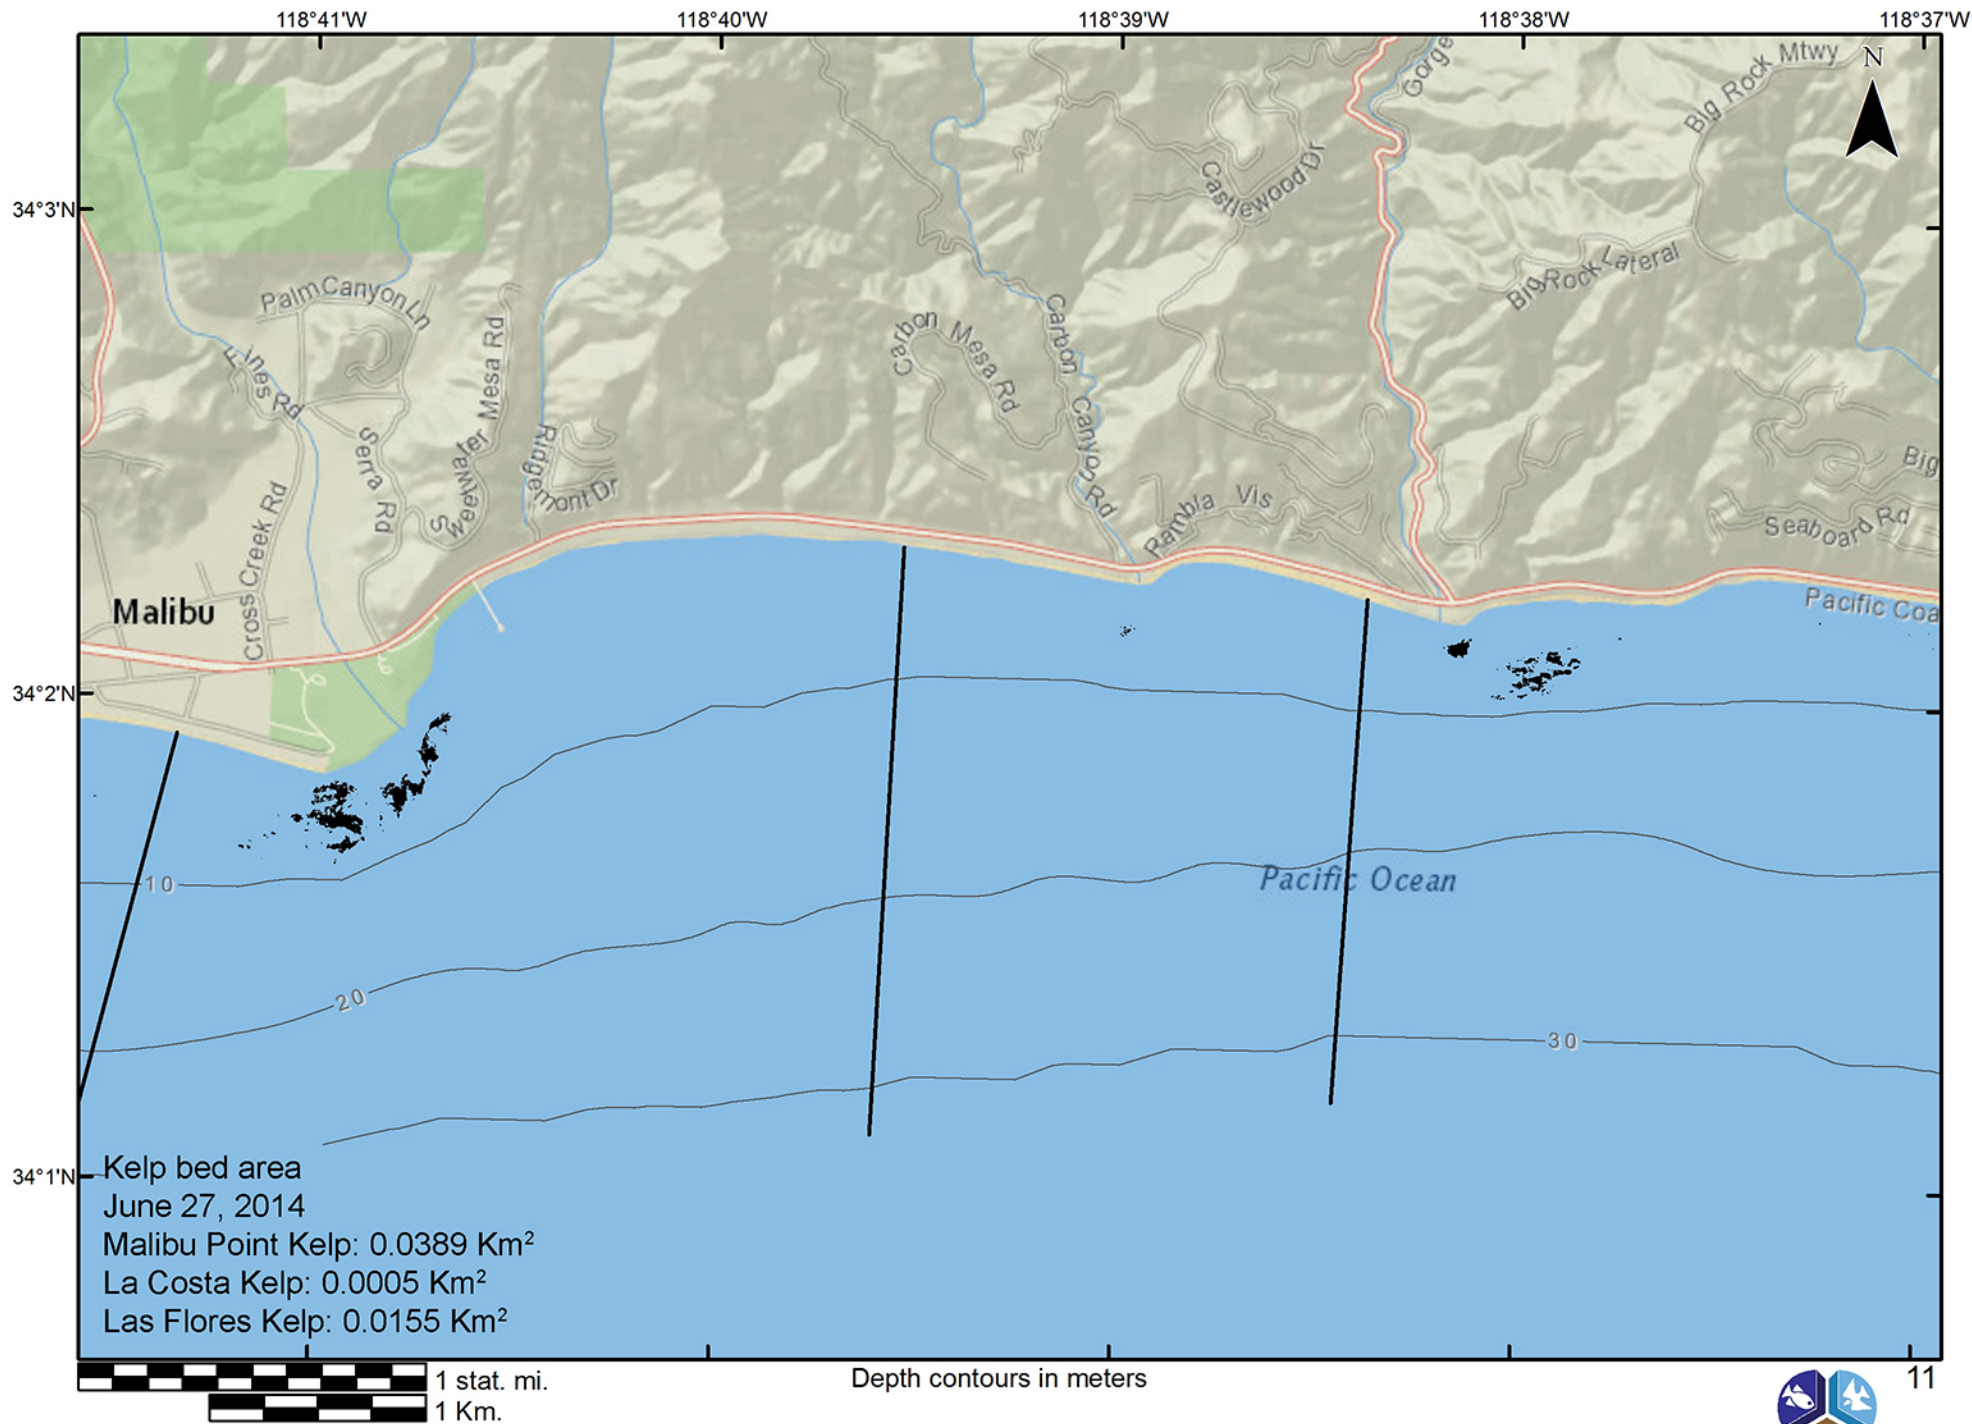 118°41'W 118°40'W 118°39'W 118°38'W 118°37'W
N
Gorge
Big Rock Mtwy
Castlewood Dr
34°3'N
Big Rock Lateral
Palm Canyon Ln
Carbon Mesa Rd
Carbon Canyon Rd
Sweetwater Mesa Rd
Serra Rd
Ridgemont Dr
Big
Rambla Vis
Seaboard Rd
Cross Creek Rd
Malibu
Pacific Coa
34°2'N
10
Pacific Ocean
20
30
34°1'N
Kelp bed area
June 27, 2014
Malibu Point Kelp: 0.0389 Km²
La Costa Kelp: 0.0005 Km²
Las Flores Kelp: 0.0155 Km²
1 stat. mi.
Depth contours in meters
11
1 Km.